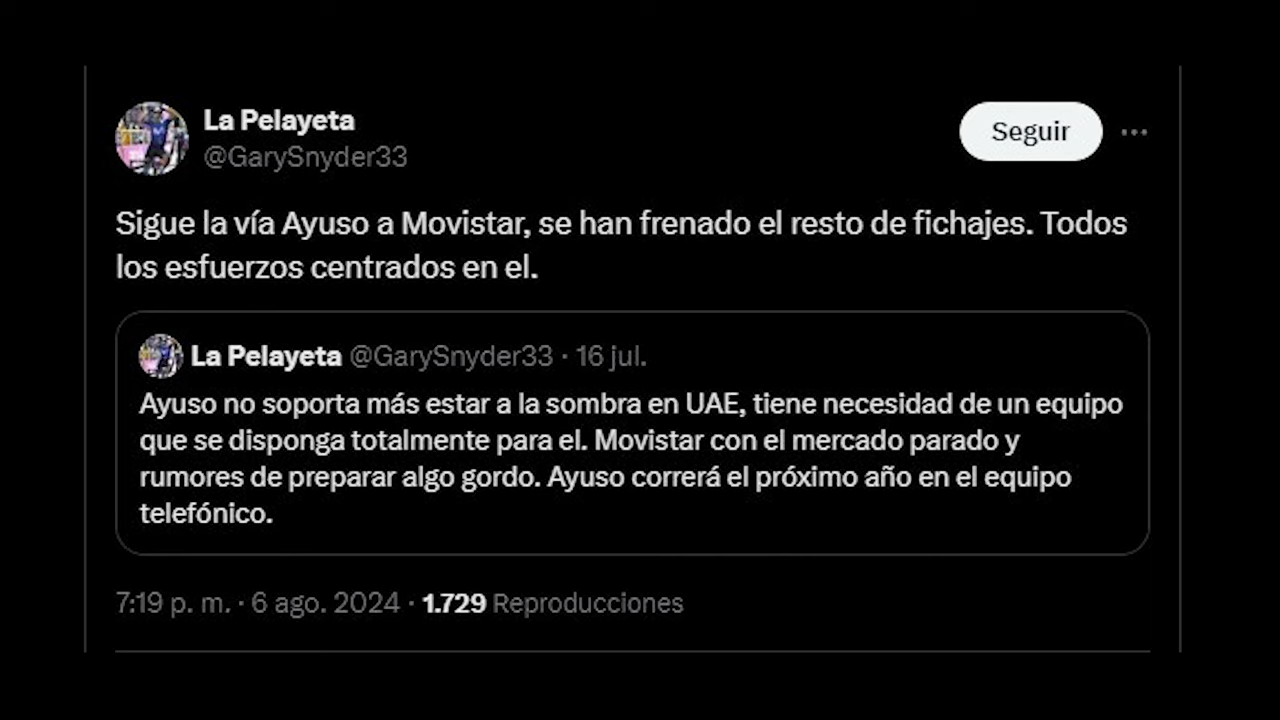 La Pelayeta
@GarySnyder33
Seguir
Sigue la vía Ayuso a Movistar, se han frenado el resto de fichajes. Todos
los esfuerzos centrados en el.
La Pelayeta @GarySnyder33 · 16 jul.
Ayuso no soporta más estar a la sombra en UAE, tiene necesidad de un equipo
que se disponga totalmente para el. Movistar con el mercado parado y
rumores de preparar algo gordo. Ayuso correrá el próximo año en el equipo
telefónico.
7:19 p. m. · 6 ago. 2024 · 1.729 Reproducciones